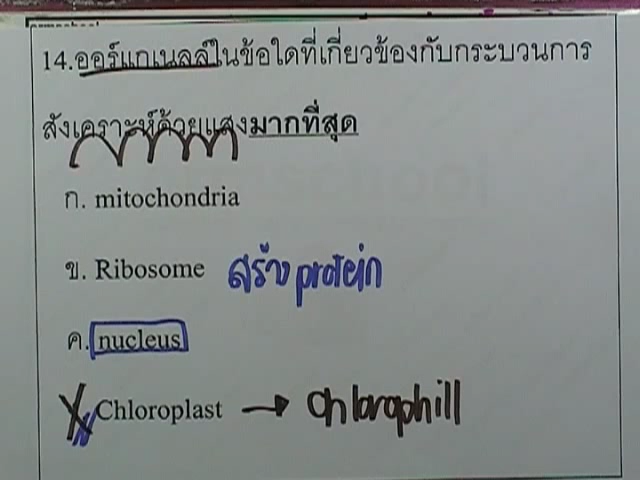 14.ออร์แกเนลล์ในข้อใดที่เกี่ยวข้องกับกระบวนการ
สังเคราะห์ด้วยแสงมากที่สุด
ก. mitochondria
ข. Ribosome สร้าง protein
ค. nucleus
Chloroplast → chlorophill